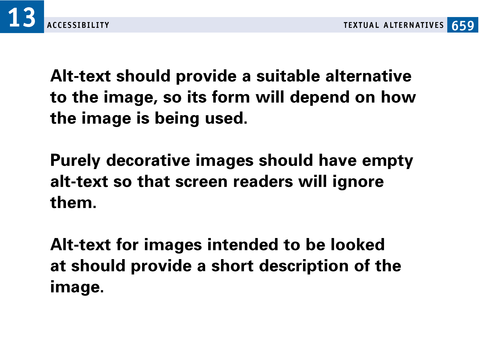 13
ACCESSIBILITY
TEXTUAL ALTERNATIVES 659
Alt-text should provide a suitable alternative
to the image, so its form will depend on how
the image is being used.
Purely decorative images should have empty
alt-text so that screen readers will ignore
them.
Alt-text for images intended to be looked
at should provide a short description of the
image.